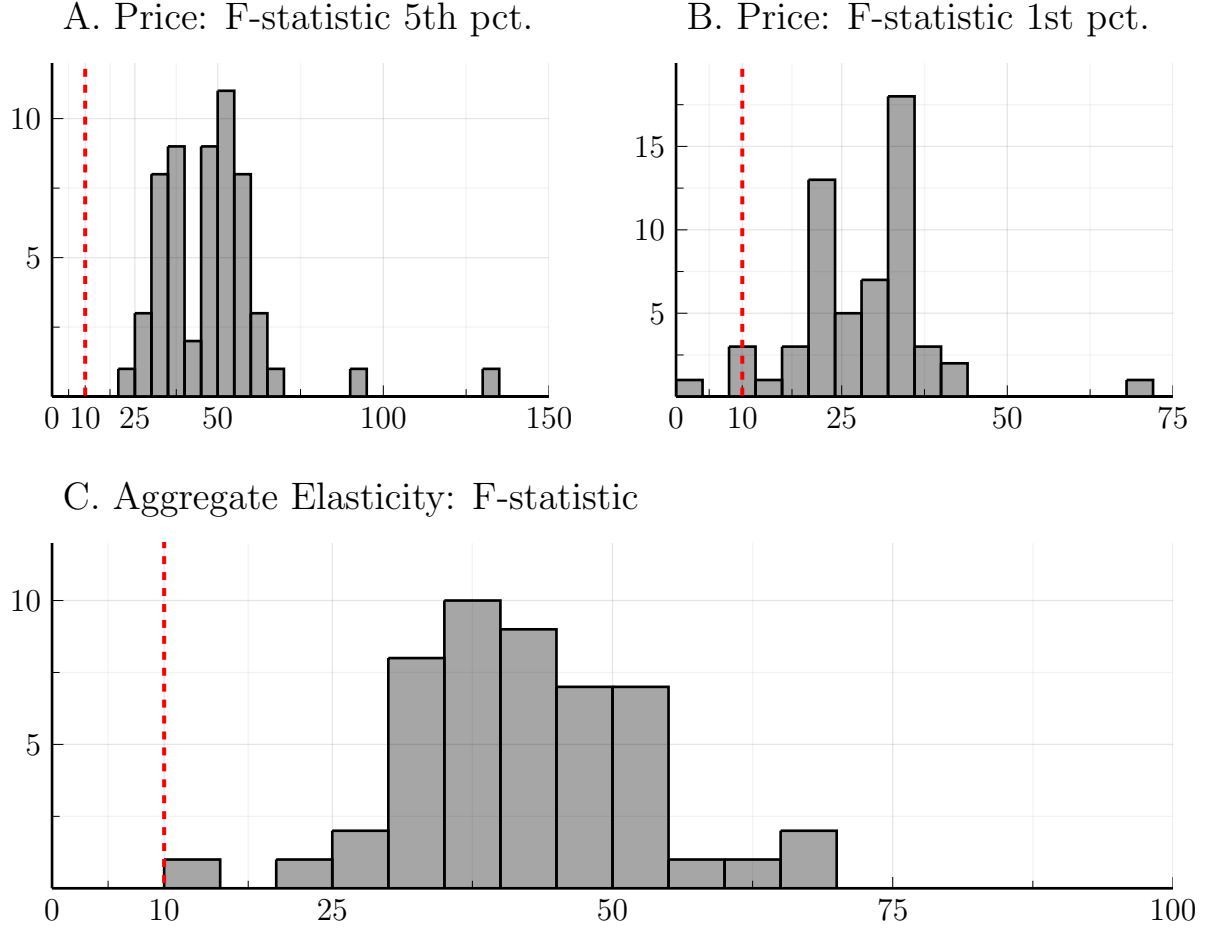 A. Price: F-statistic 5th pct.
10
5
0 10 25 50 100 150
B. Price: F-statistic 1st pct.
15
10
5
0 10 25 50 75
C. Aggregate Elasticity: F-statistic
10
5
0 10 25 50 75 100